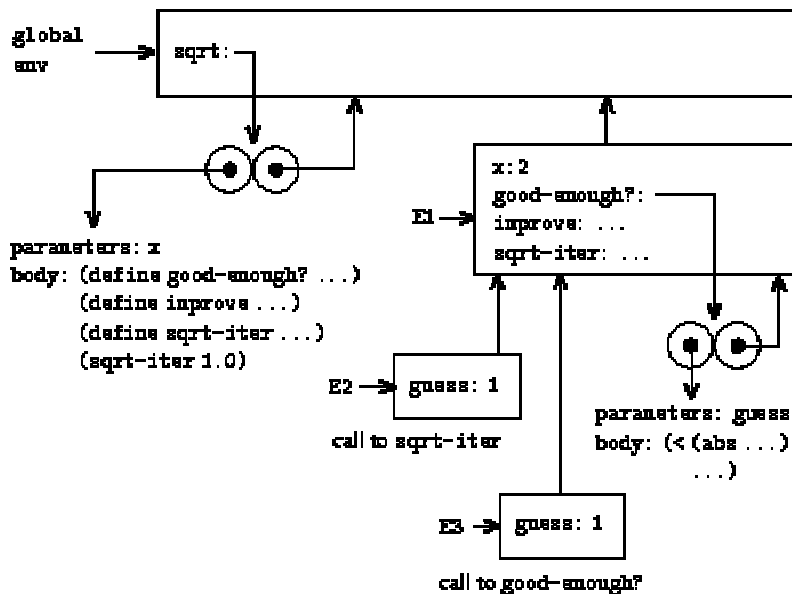 global
env
sqrt:
x: 2
good-enough?:
improve: ...
sqrt-iter: ...
E1
parameters: x
body: (define good-enough? ...)
(define improve ...)
(define sqrt-iter ...)
(sqrt-iter 1.0)
E2
guess: 1
call to sqrt-iter
parameters: guess
body: (< (abs ...)
...)
E3
guess: 1
call to good-enough?